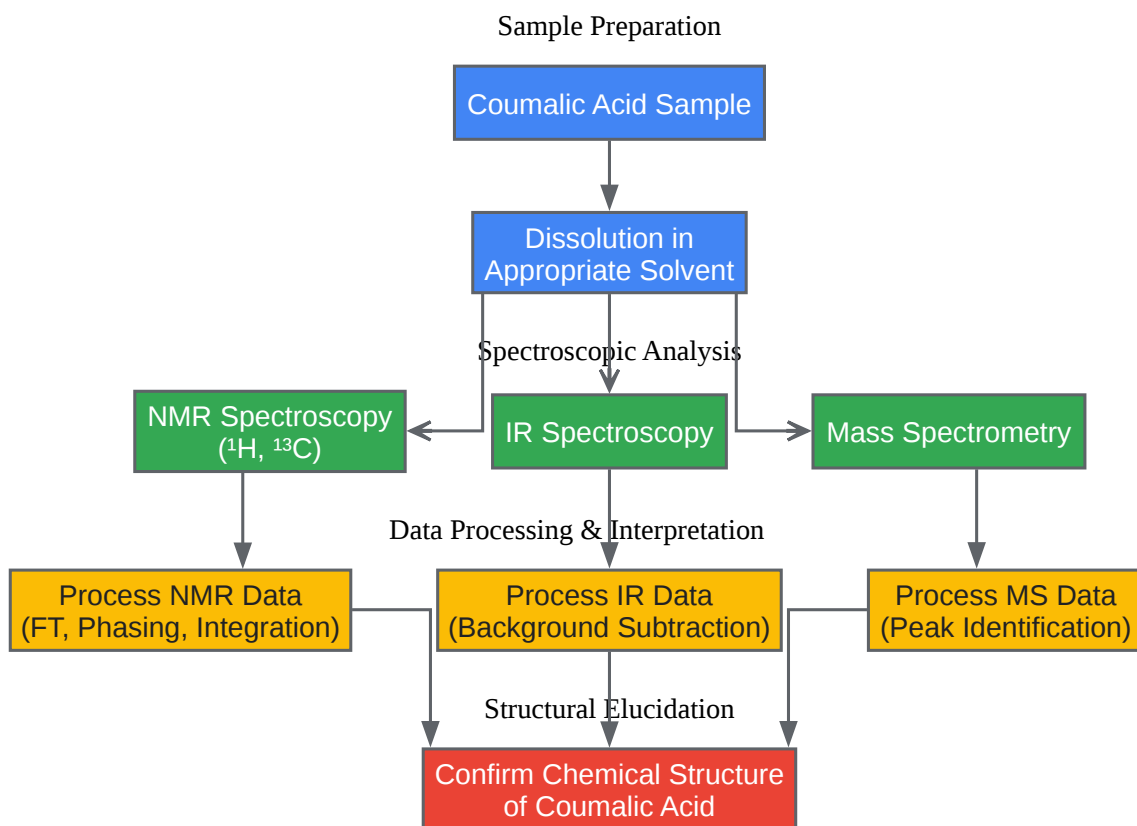 Sample Preparation
Coumalic Acid Sample
Dissolution in
Appropriate Solvent
Spectroscopic Analysis
NMR Spectroscopy
(¹H, ¹³C)
IR Spectroscopy
Mass Spectrometry
Data Processing & Interpretation
Process NMR Data
(FT, Phasing, Integration)
Process IR Data
(Background Subtraction)
Process MS Data
(Peak Identification)
Structural Elucidation
Confirm Chemical Structure
of Coumalic Acid